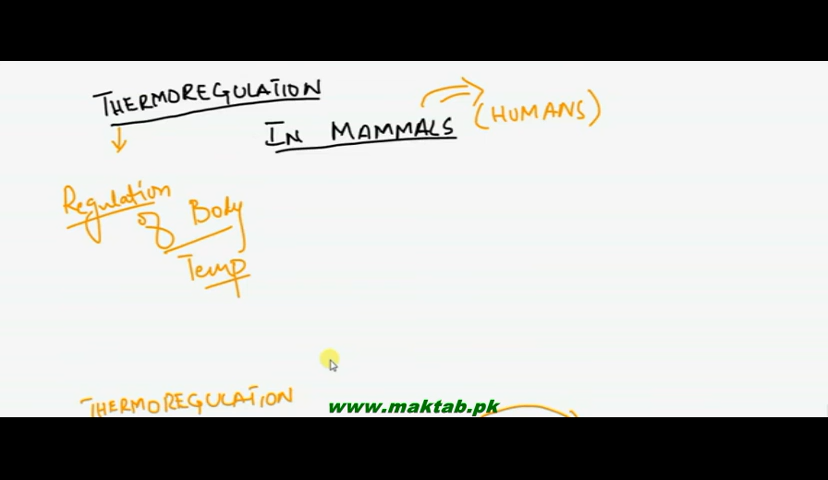 THERMOREGULATION
IN MAMMALS (HUMANS)
Regulation
of Body
Temp
THERMOREGULATION
www.maktab.pk